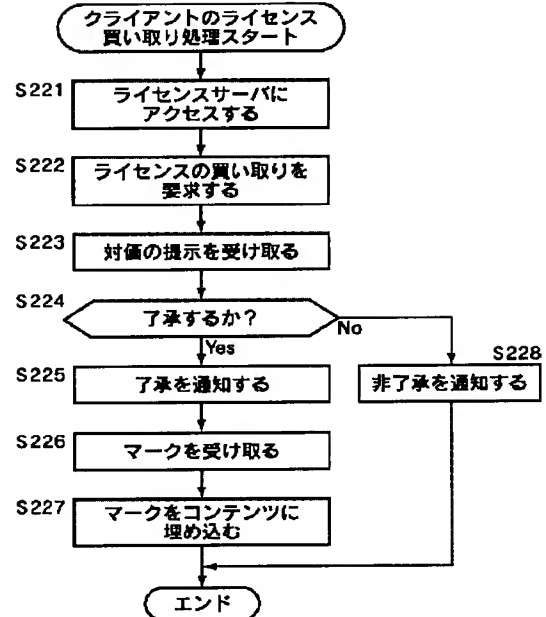 クライアントのライセンス
買い取り処理スタート
S221
ライセンスサーバに
アクセスする
S222
ライセンスの買い取りを
要求する
S223
対価の提示を受け取る
S224
了承するか？
No
Yes
S225
了承を通知する
S228
非了承を通知する
S226
マークを受け取る
S227
マークをコンテンツに
埋め込む
エンド